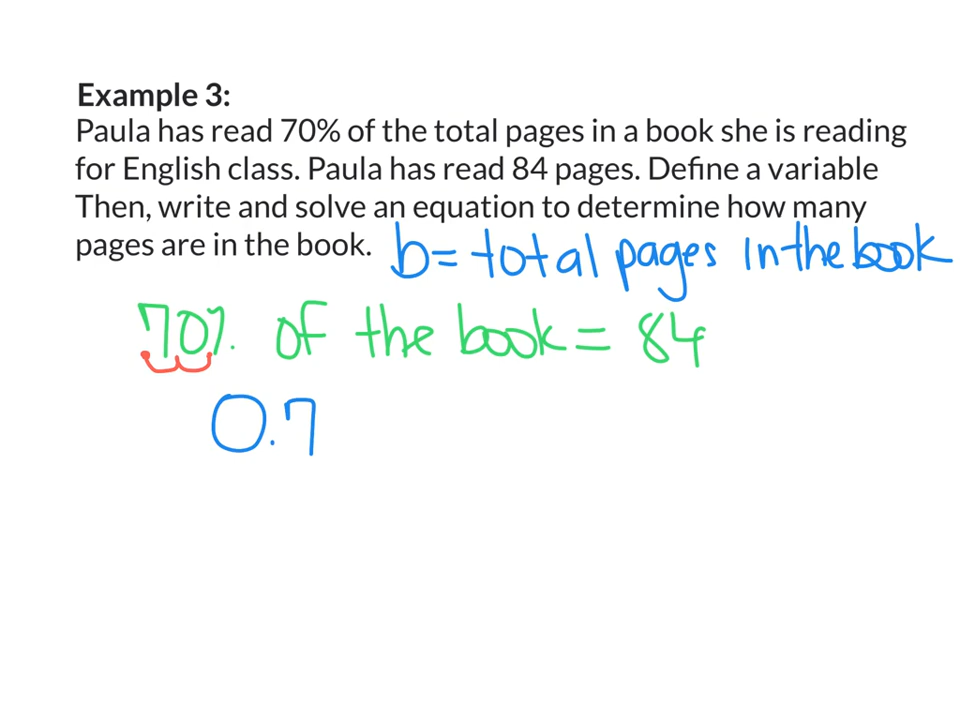 Example 3:
Paula has read 70% of the total pages in a book she is reading
for English class. Paula has read 84 pages. Define a variable
Then, write and solve an equation to determine how many
pages are in the book. b = total pages in the book
70% of the book = 84
0.7